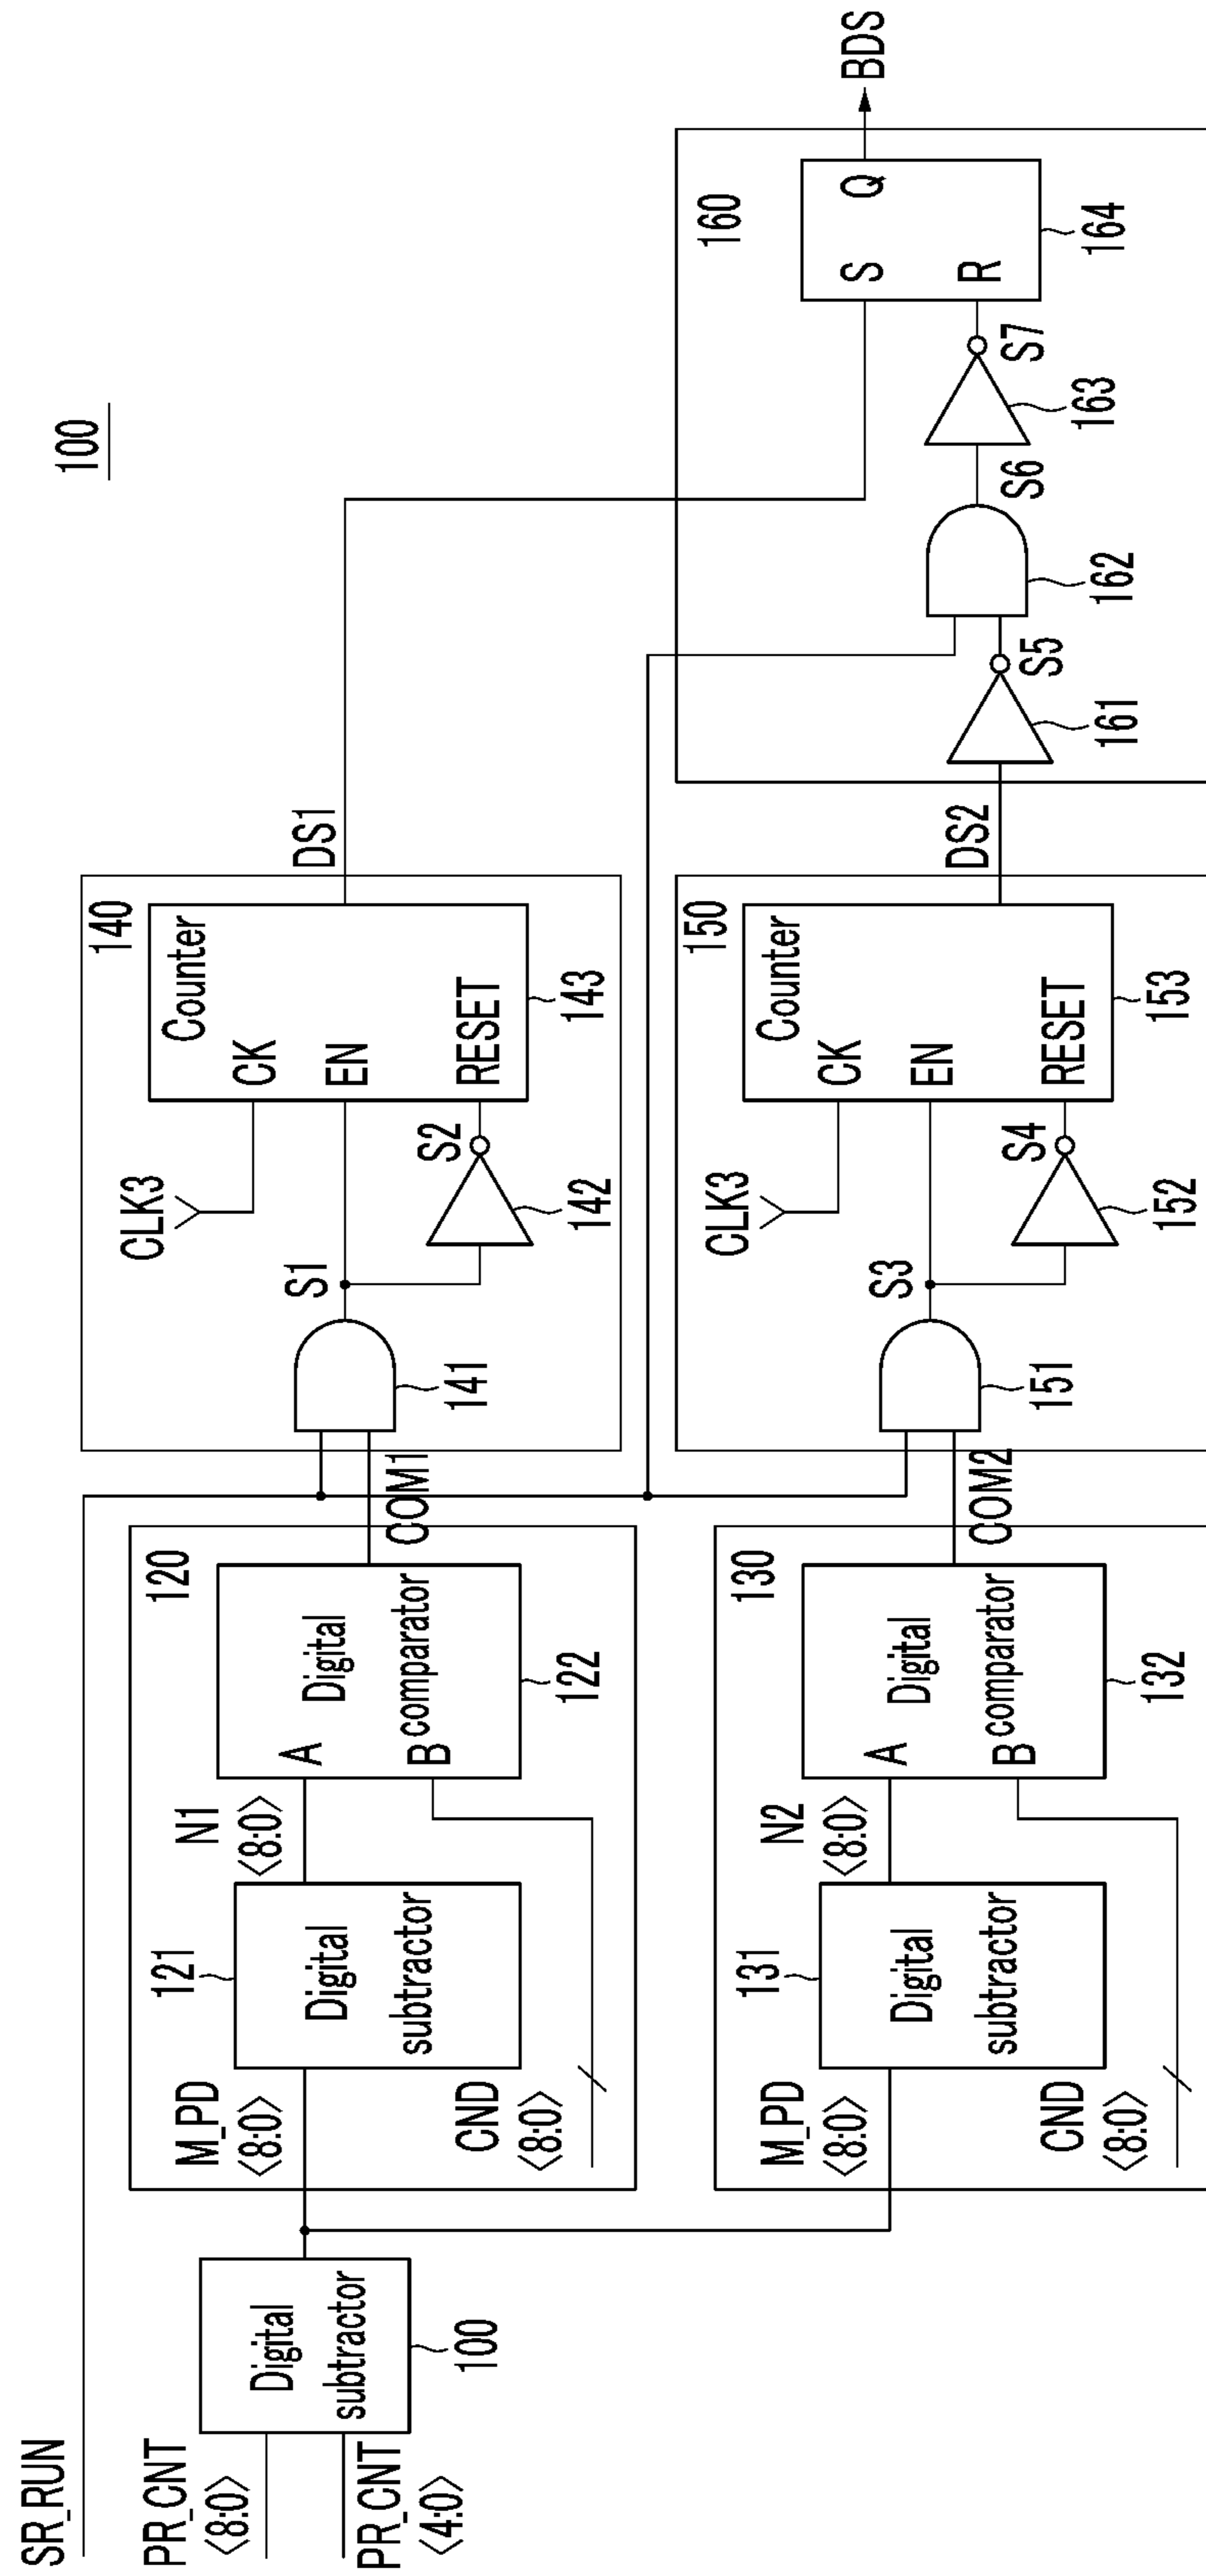 100
SR_RUN
PR_CNT
<8:0>
PR_CNT
<4:0>
Digital
subtractor
100
M_PD
<8:0>
CND
<8:0>
121
Digital
subtractor
N1
<8:0>
120
A
B
Digital
comparator
122
COM1
141
S1
CLK3
142
S2
140
Counter
CK
EN
RESET
143
DS1
M_PD
<8:0>
CND
<8:0>
131
Digital
subtractor
N2
<8:0>
130
A
B
Digital
comparator
132
COM2
151
S3
CLK3
152
S4
150
Counter
CK
EN
RESET
153
DS2
161
S5
162
S6
163
S7
160
S
R
Q
164
BDS